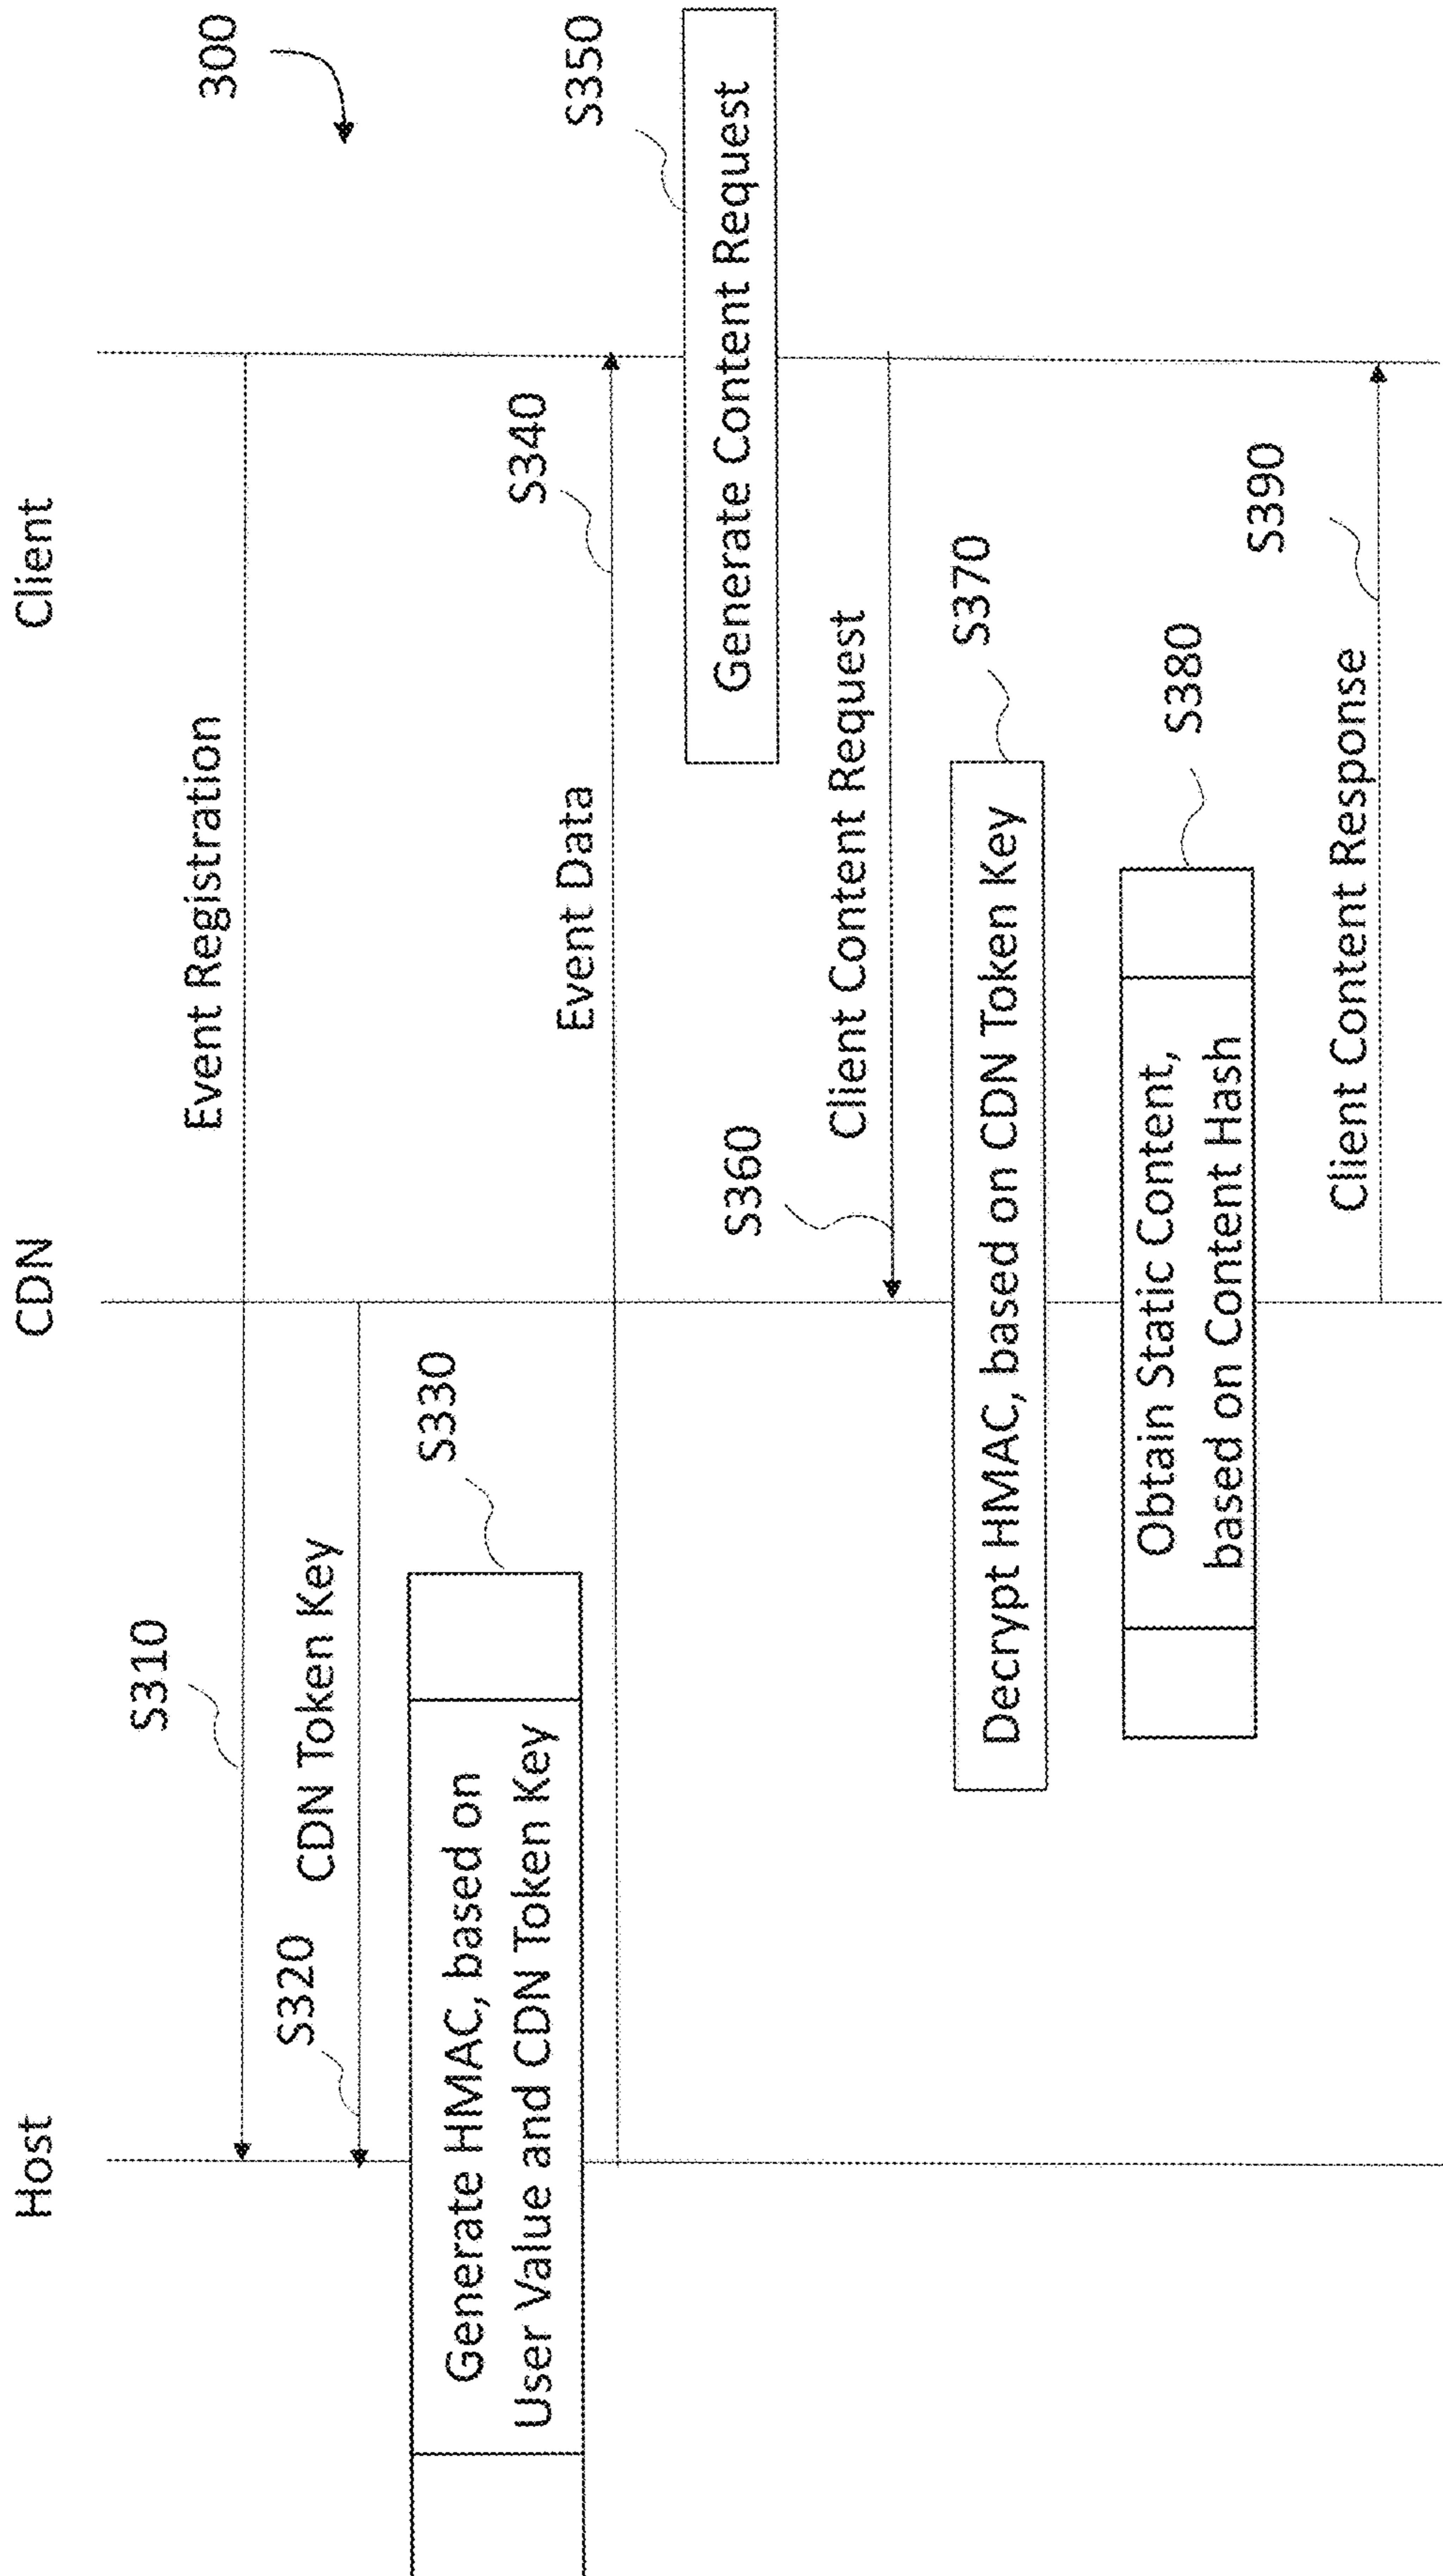 Host
CDN
Client
300
S310
Event Registration
S320
CDN Token Key
S330
Generate HMAC, based on
User Value and CDN Token Key
S340
Event Data
S350
Generate Content Request
S360
Client Content Request
S370
Decrypt HMAC, based on CDN Token Key
S380
Obtain Static Content,
based on Content Hash
S390
Client Content Response